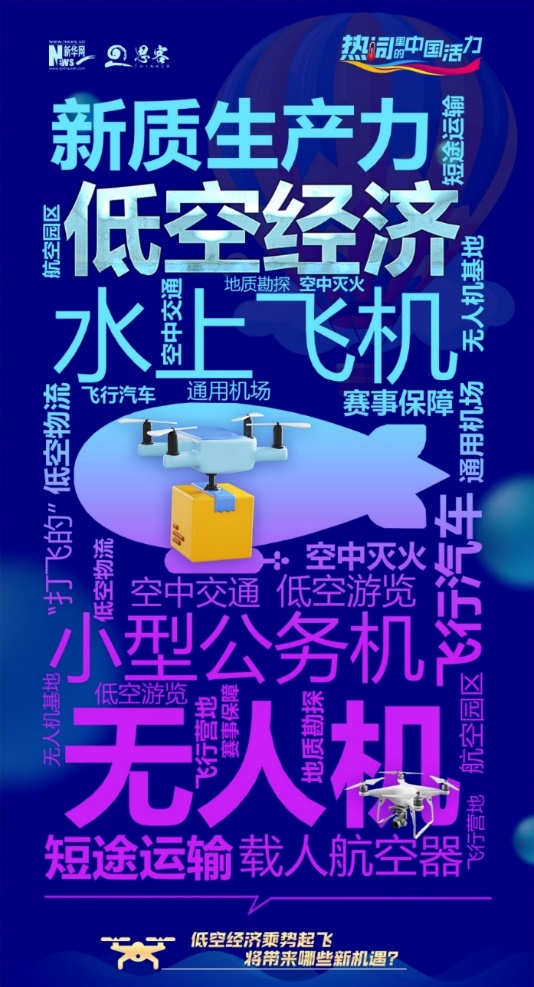 www.news.cn
新华网
News
www.xinhuanet.com
思客
THINKER
热词里的中国活力
新质生产力
短途运输
低空经济
航空园区
地质勘探
空中灭火
无人机基地
水上飞机
空中交通
飞行汽车
通用机场
赛事保障
通用机场
低空物流
“打飞的”
低空物流
空中灭火
飞行汽车
空中交通
低空游览
小型公务机
低空游览
无人机基地
无人机
飞行营地
赛事保障
地质勘探
航空园区
飞行营地
短途运输
载人航空器
低空经济乘势起飞
将带来哪些新机遇？